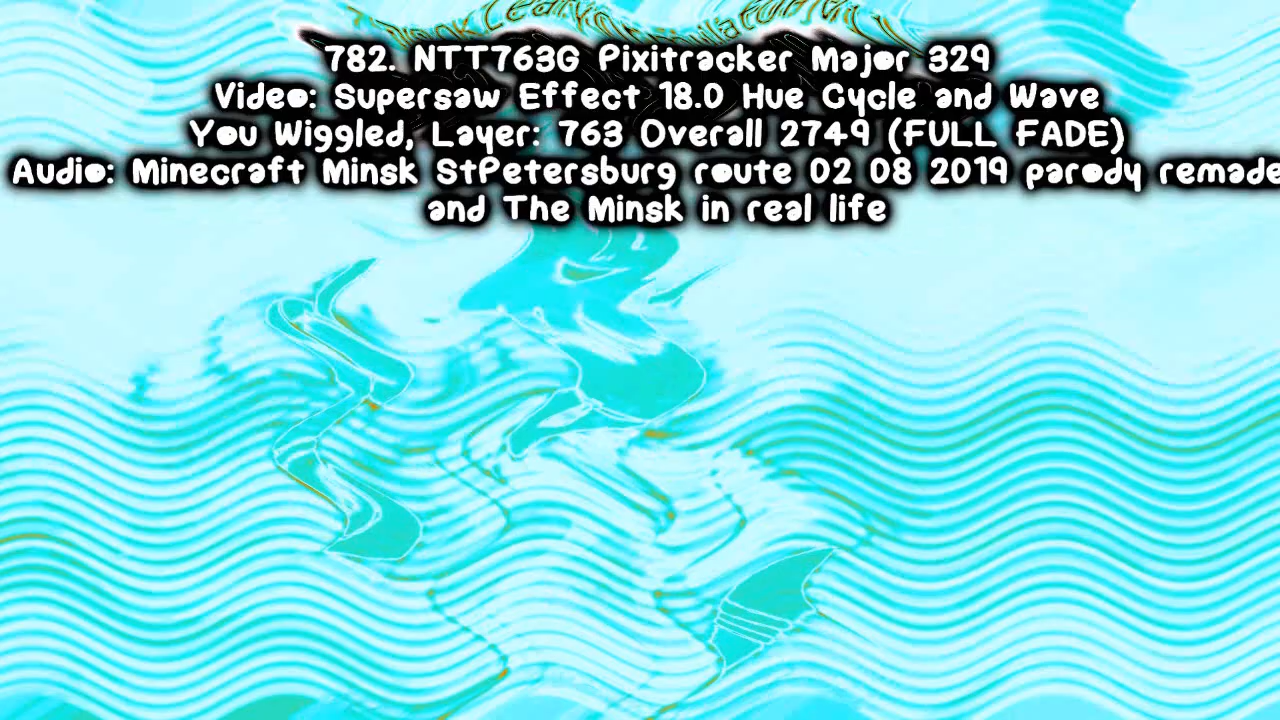 782. NTT763G Pixitracker Major 329
Video: Supersaw Effect 18.0 Hue Cycle and Wave
You Wiggled, Layer: 763 Overall 2749 (FULL FADE)
Audio: Minecraft Minsk StPetersburg route 02 08 2019 parody remade
and The Minsk in real life